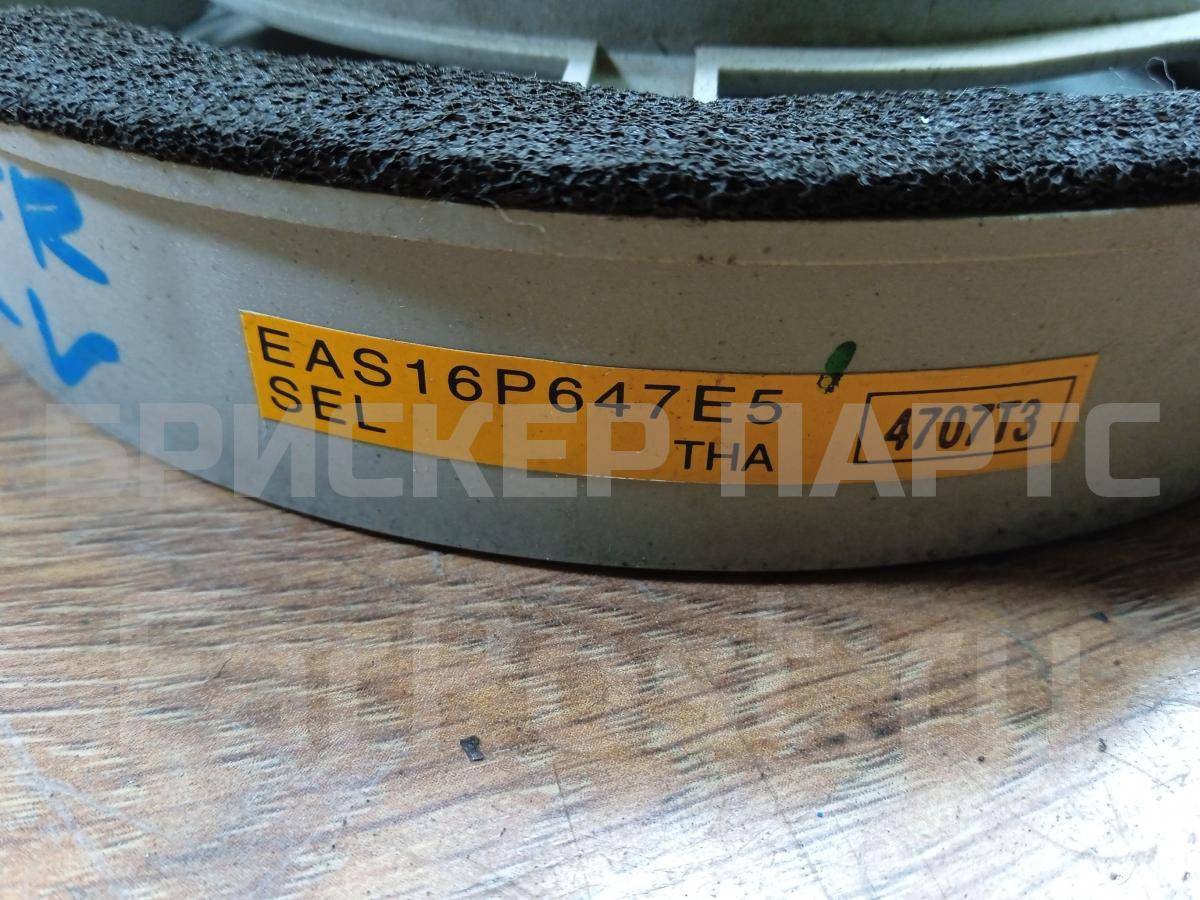 EAS16P647E5
SEL THA 4707T3
БРИСКЕР ПАРТС